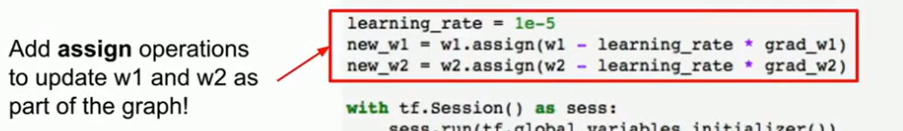 Add assign operations
to update w1 and w2 as
part of the graph!
learning_rate = 1e-5
new_w1 = w1.assign(w1 - learning_rate * grad_w1)
new_w2 = w2.assign(w2 - learning_rate * grad_w2)
with tf.Session() as sess:
sess.run(tf.global_variables_initializer())